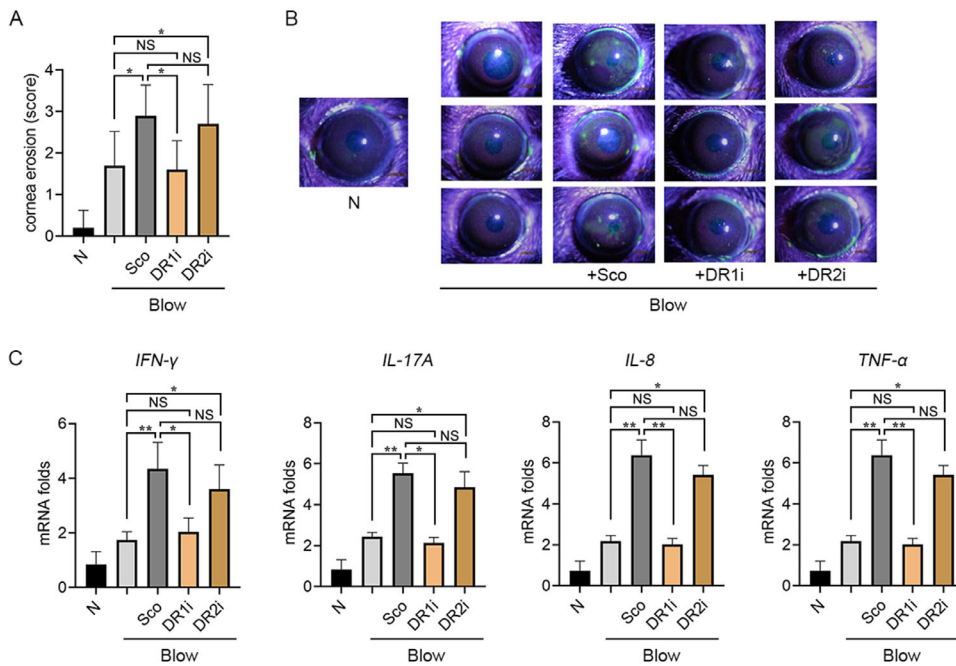 A
cornea erosion (score)
4
3
2
1
0
*
NS
NS
*
*
N
Sco
DR1i
DR2i
Blow
B
N
+Sco
+DR1i
+DR2i
Blow
C
IFN-γ
mRNA folds
6
4
2
0
*
NS
NS
**
*
N
Sco
DR1i
DR2i
Blow
IL-17A
mRNA folds
8
6
4
2
0
*
NS
NS
**
*
N
Sco
DR1i
DR2i
Blow
IL-8
mRNA folds
8
6
4
2
0
*
NS
NS
**
**
N
Sco
DR1i
DR2i
Blow
TNF-α
mRNA folds
8
6
4
2
0
*
NS
NS
**
**
N
Sco
DR1i
DR2i
Blow